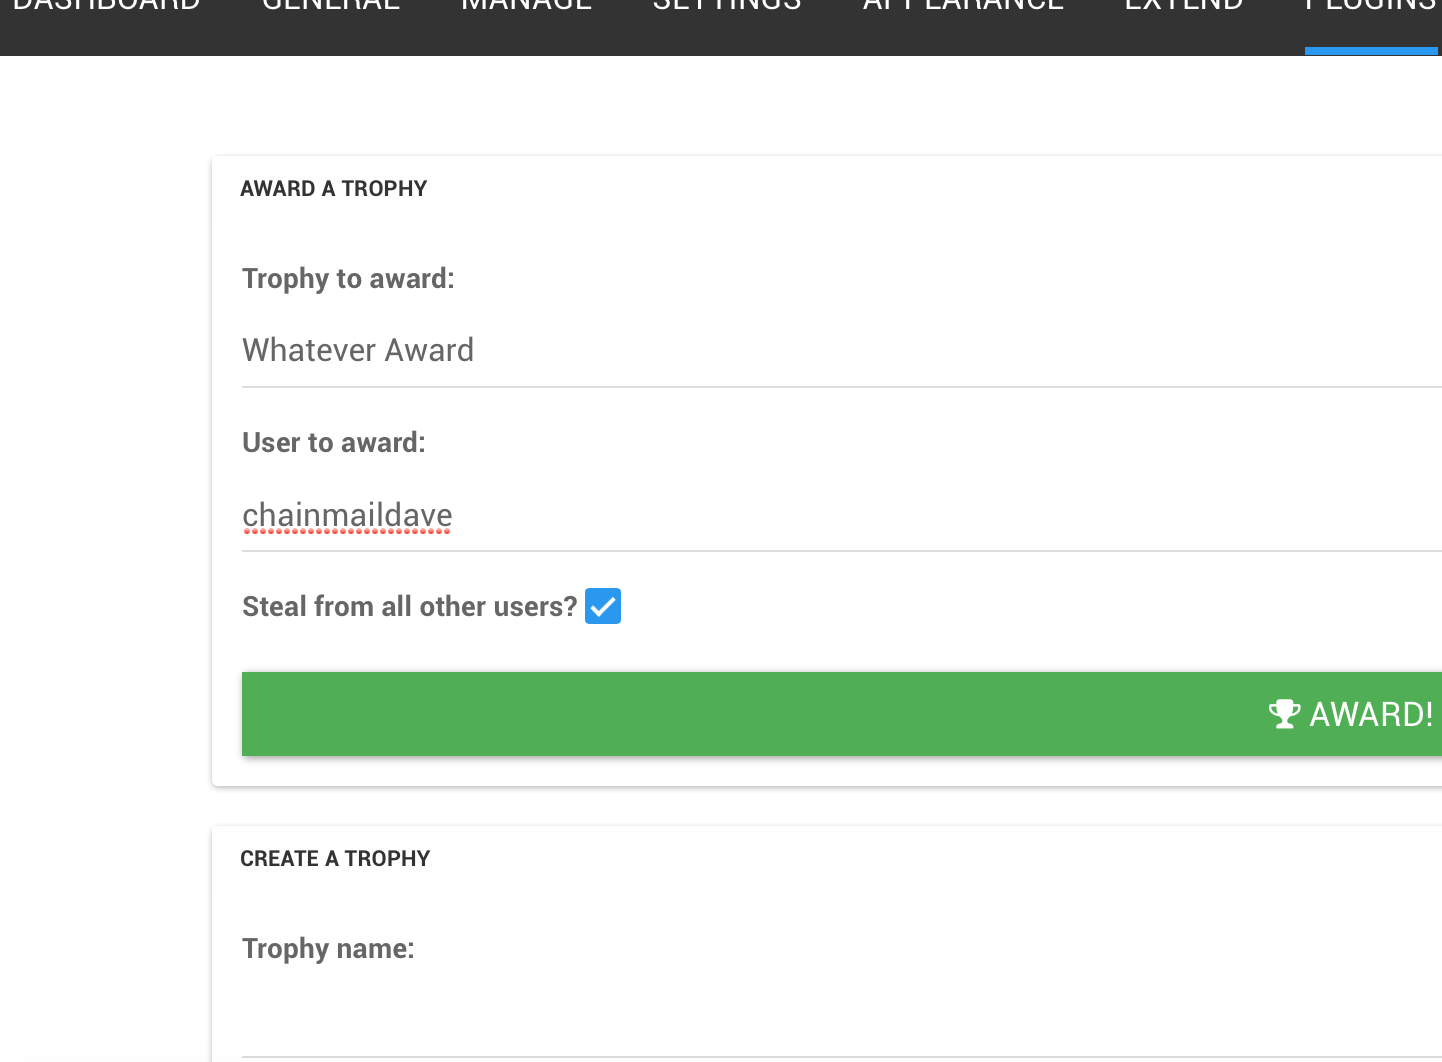 DASHBOARD GENERAL MANAGE SETTINGS APPEARANCE EXTEND PLUGINS
AWARD A TROPHY
Trophy to award:
Whatever Award
User to award:
chainmaildave
Steal from all other users?
AWARD!
CREATE A TROPHY
Trophy name: